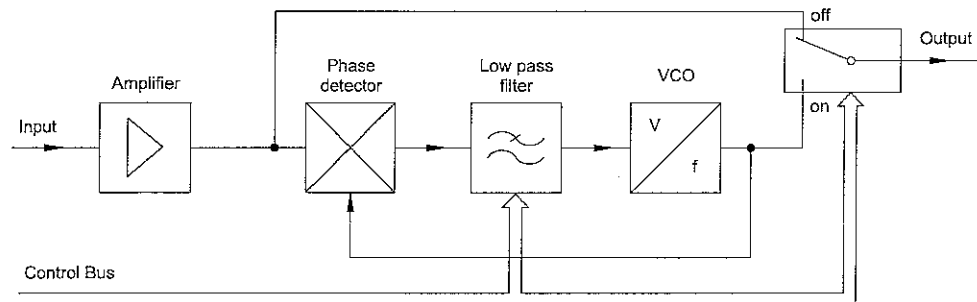 off
Output
Phase
detector
Low pass
filter
VCO
Amplifier
on
Input
V
f
Control Bus